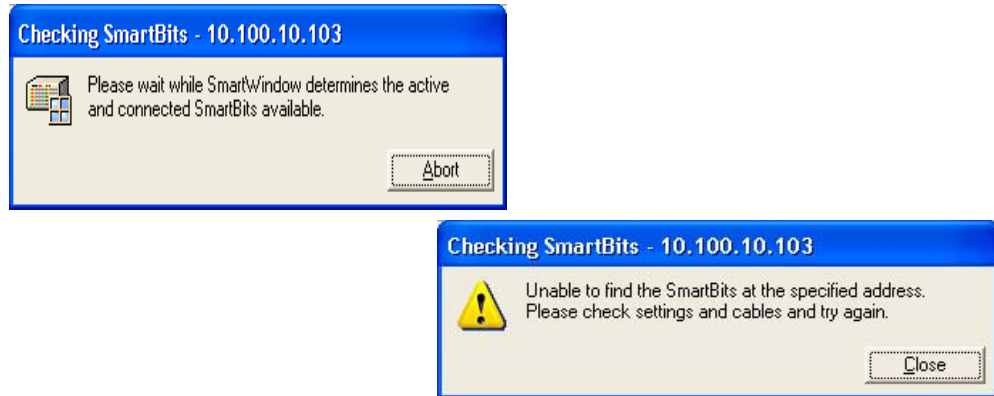 Checking SmartBits - 10.100.10.103
Please wait while SmartWindow determines the active
and connected SmartBits available.
Abort
Checking SmartBits - 10.100.10.103
Unable to find the SmartBits at the specified address.
Please check settings and cables and try again.
Close